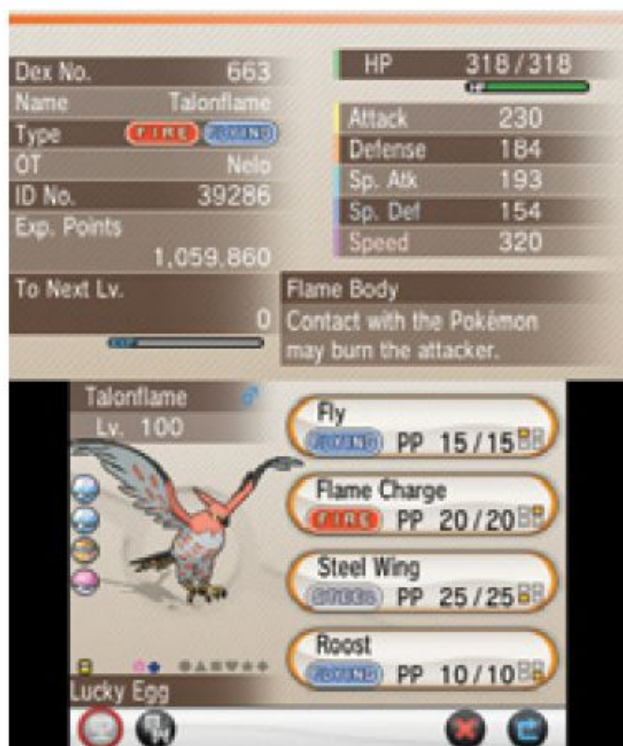 Dex No. 663
Name Talonflame
Type FIRE FLYING
OT Nelo
ID No. 39286
Exp. Points
1,059,860
To Next Lv.
0
EXP
HP 318/318
HP
Attack 230
Defense 184
Sp. Atk 193
Sp. Def 154
Speed 320
Flame Body
Contact with the Pokémon
may burn the attacker.
Talonflame ♂
Lv. 100
Lucky Egg
Fly
FLYING PP 15/15
Flame Charge
FIRE PP 20/20
Steel Wing
STEEL PP 25/25
Roost
FLYING PP 10/10